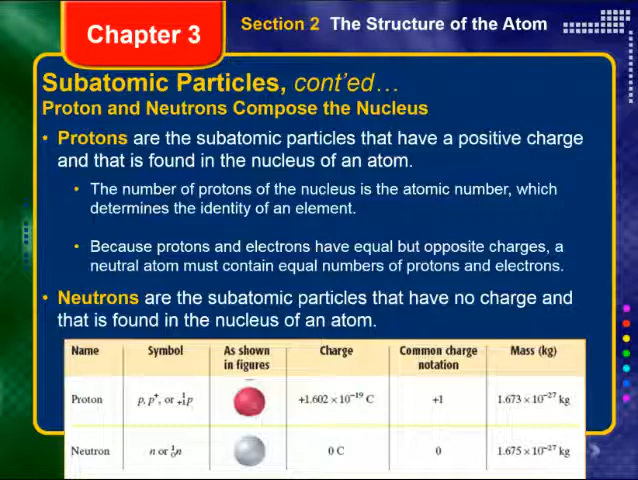 Chapter 3
Section 2 The Structure of the Atom
Subatomic Particles, cont'ed…
Proton and Neutrons Compose the Nucleus
• Protons are the subatomic particles that have a positive charge
and that is found in the nucleus of an atom.
• The number of protons of the nucleus is the atomic number, which
determines the identity of an element.
• Because protons and electrons have equal but opposite charges, a
neutral atom must contain equal numbers of protons and electrons.
• Neutrons are the subatomic particles that have no charge and
that is found in the nucleus of an atom.
Name Symbol As shown in figures Charge Common charge notation Mass (kg)
Proton p, p⁺, or ₊₁¹p +1.602 × 10⁻¹⁹ C +1 1.673 × 10⁻²⁷ kg
Neutron n or ₀¹n 0 C 0 1.675 × 10⁻²⁷ kg